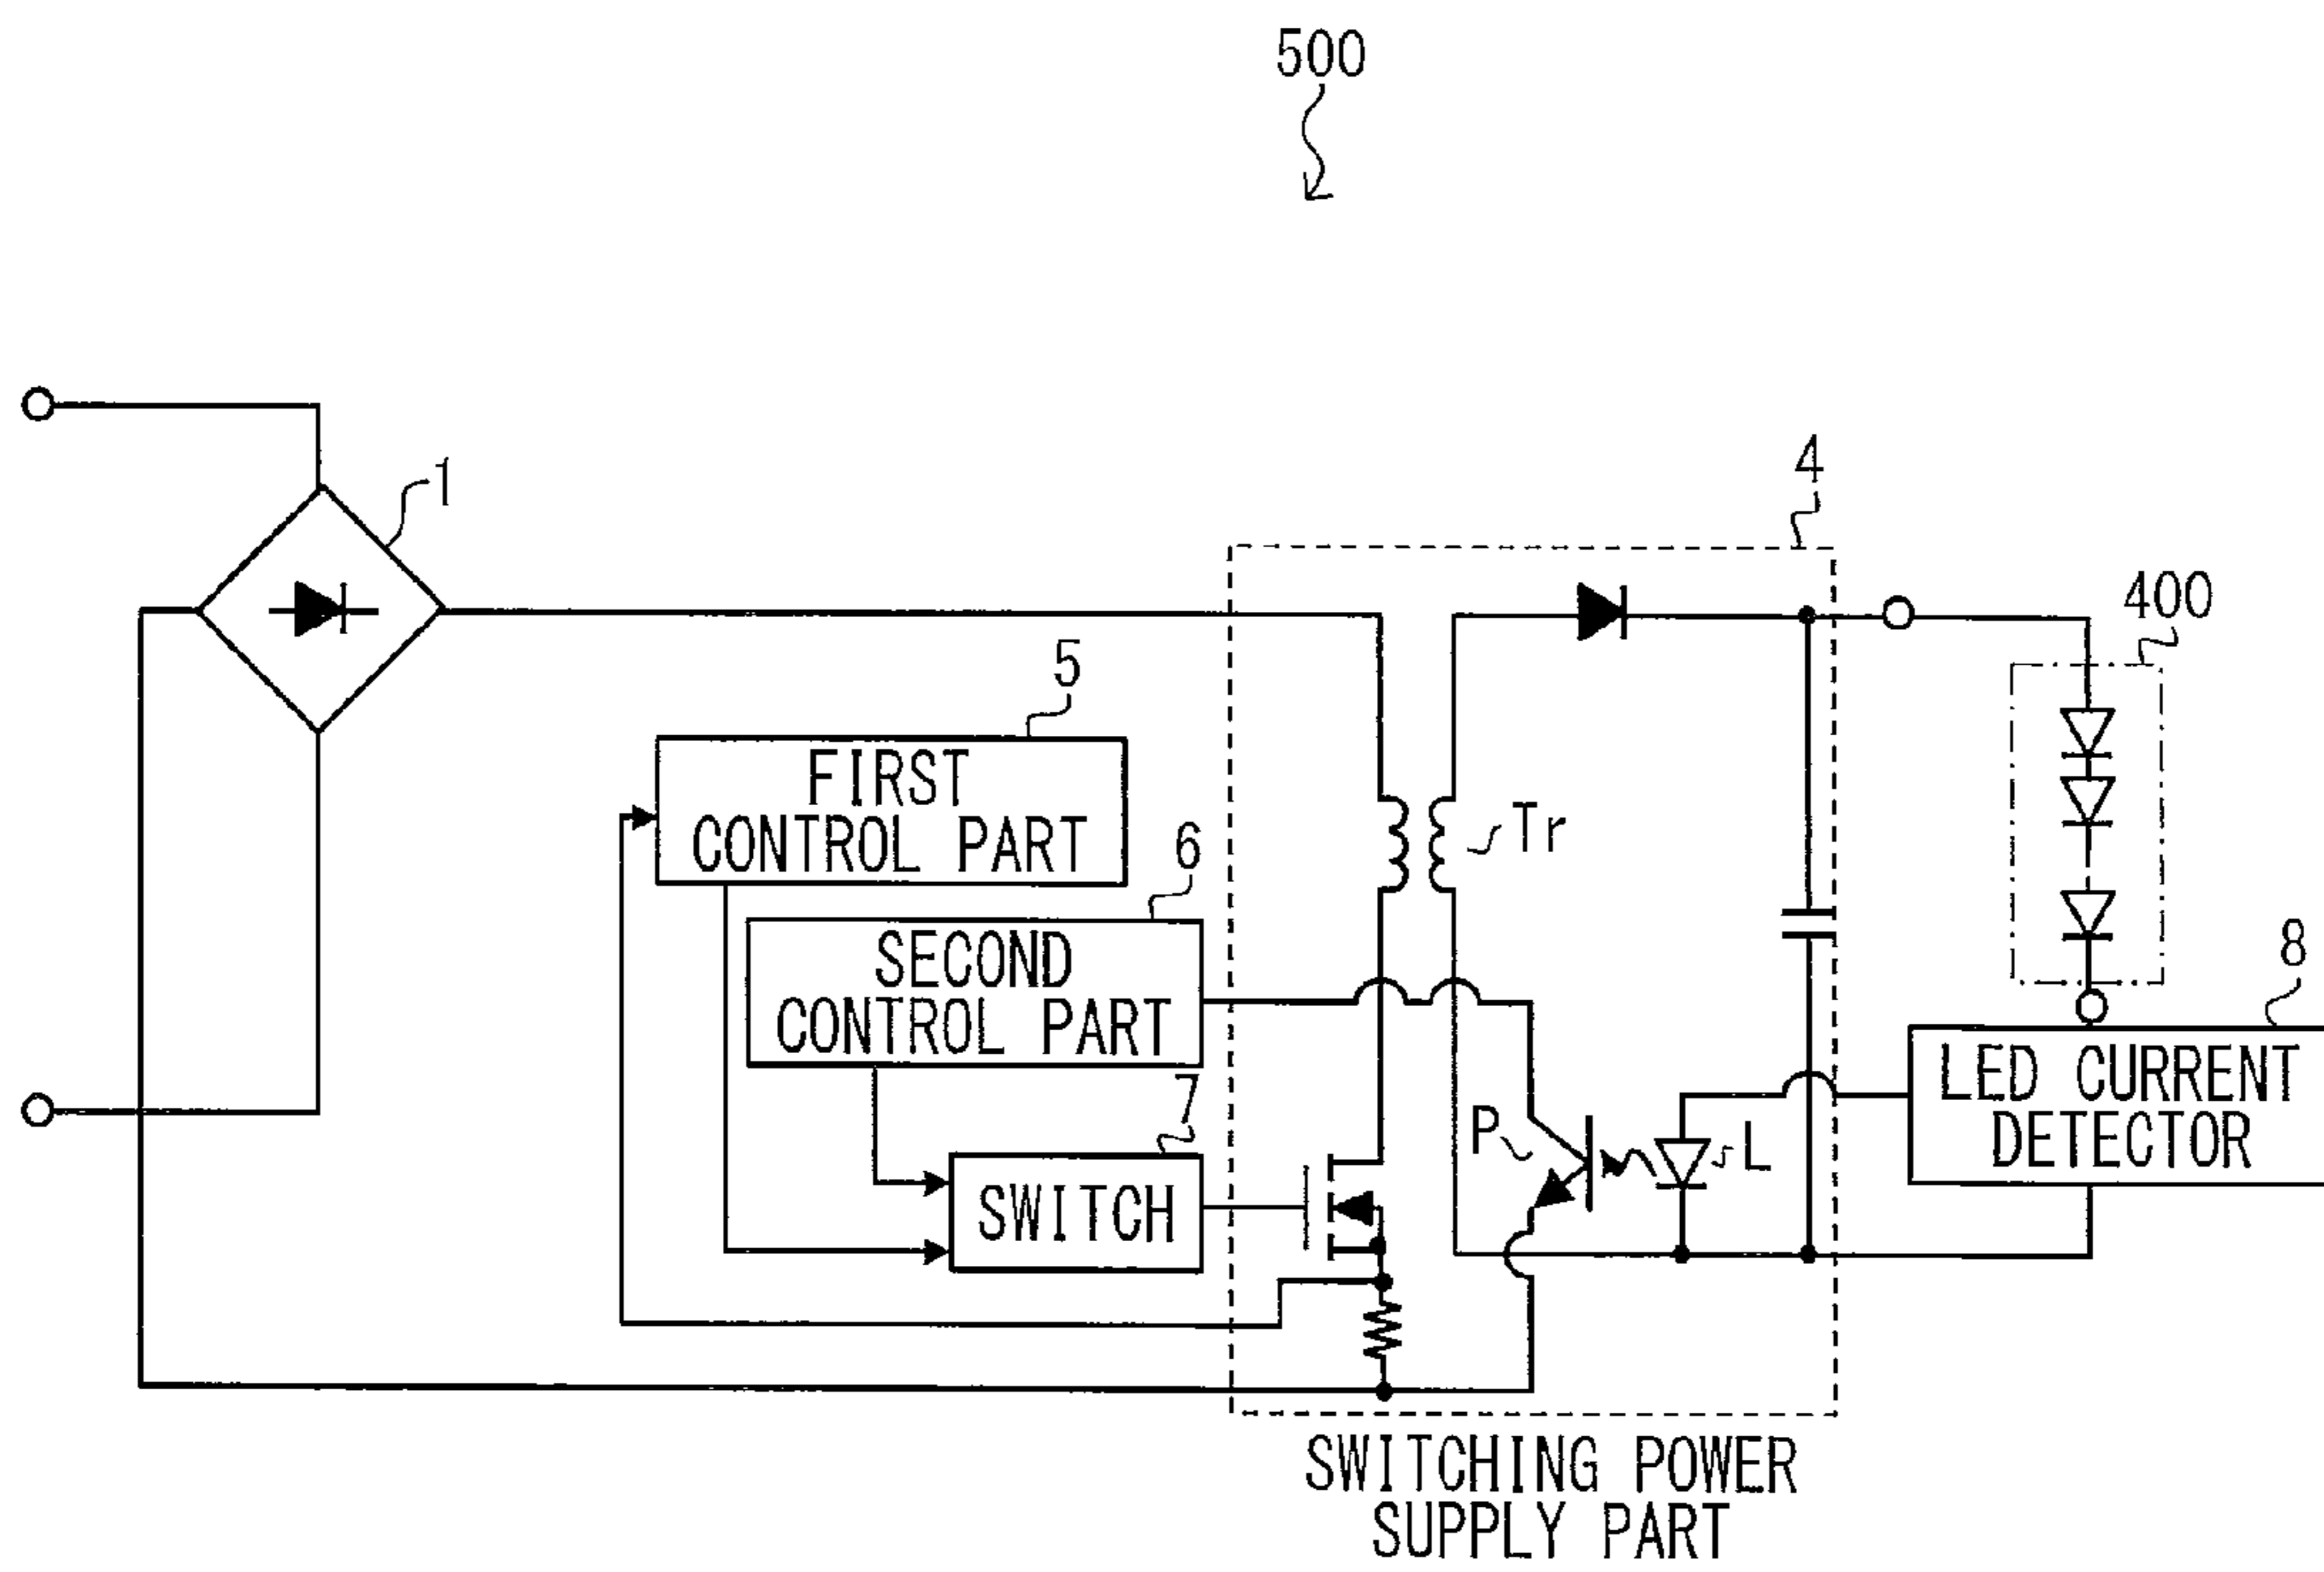 500
1
4
400
5
FIRST
CONTROL PART
6
Tr
SECOND
CONTROL PART
8
LED CURRENT
DETECTOR
7
P
L
SWITCH
SWITCHING POWER
SUPPLY PART